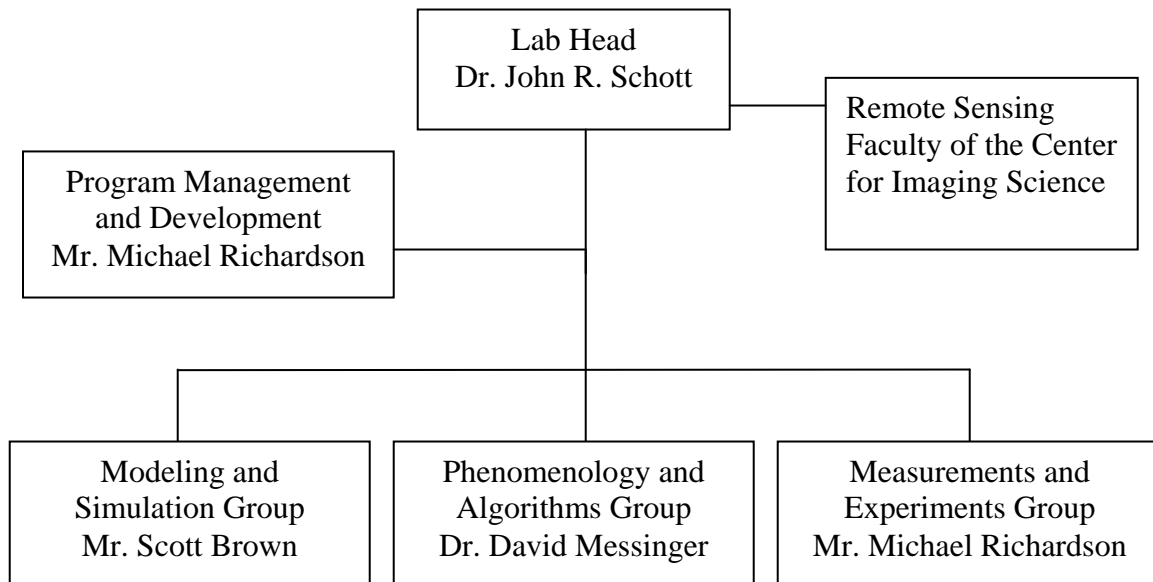 Lab Head
Dr. John R. Schott
Remote Sensing
Faculty of the Center
for Imaging Science
Program Management
and Development
Mr. Michael Richardson
Modeling and
Simulation Group
Mr. Scott Brown
Phenomenology and
Algorithms Group
Dr. David Messinger
Measurements and
Experiments Group
Mr. Michael Richardson